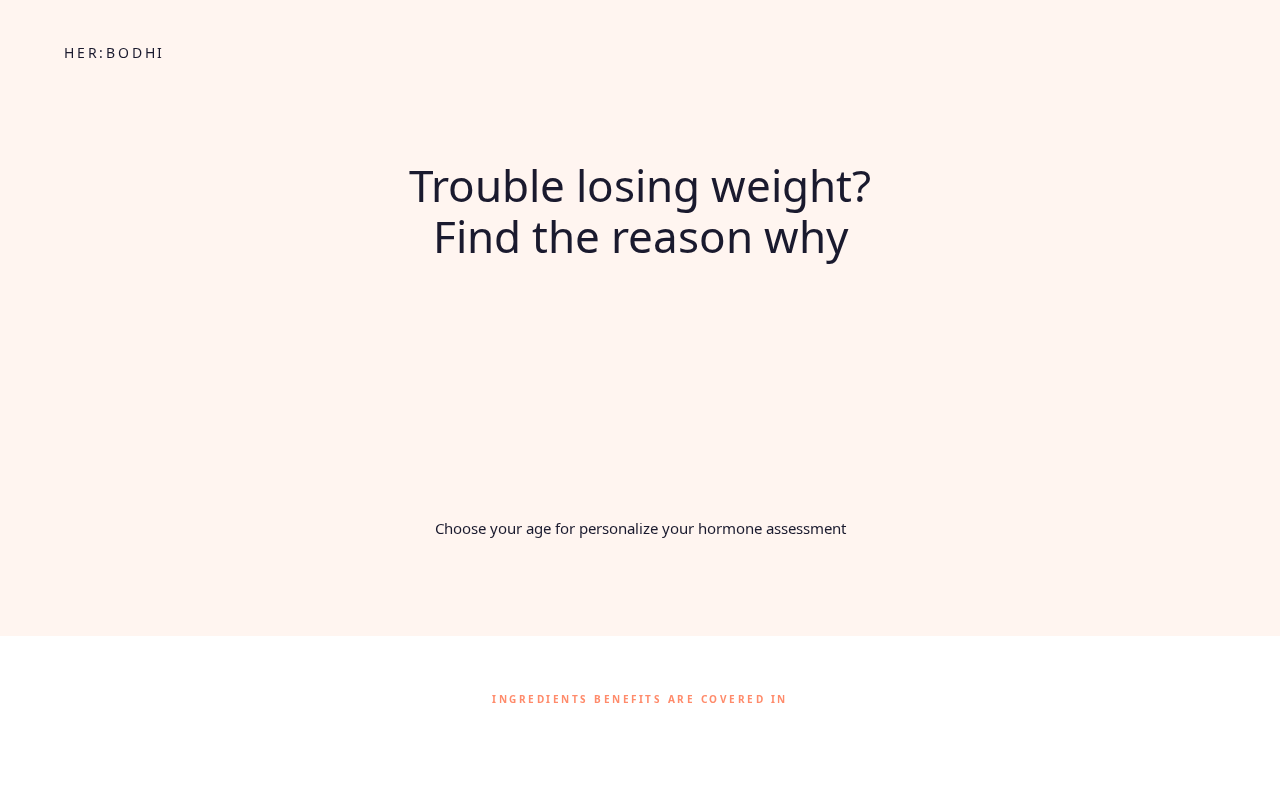 HER:BODHI
Trouble losing weight?
Find the reason why
Choose your age for personalize your hormone assessment
INGREDIENTS BENEFITS ARE COVERED IN